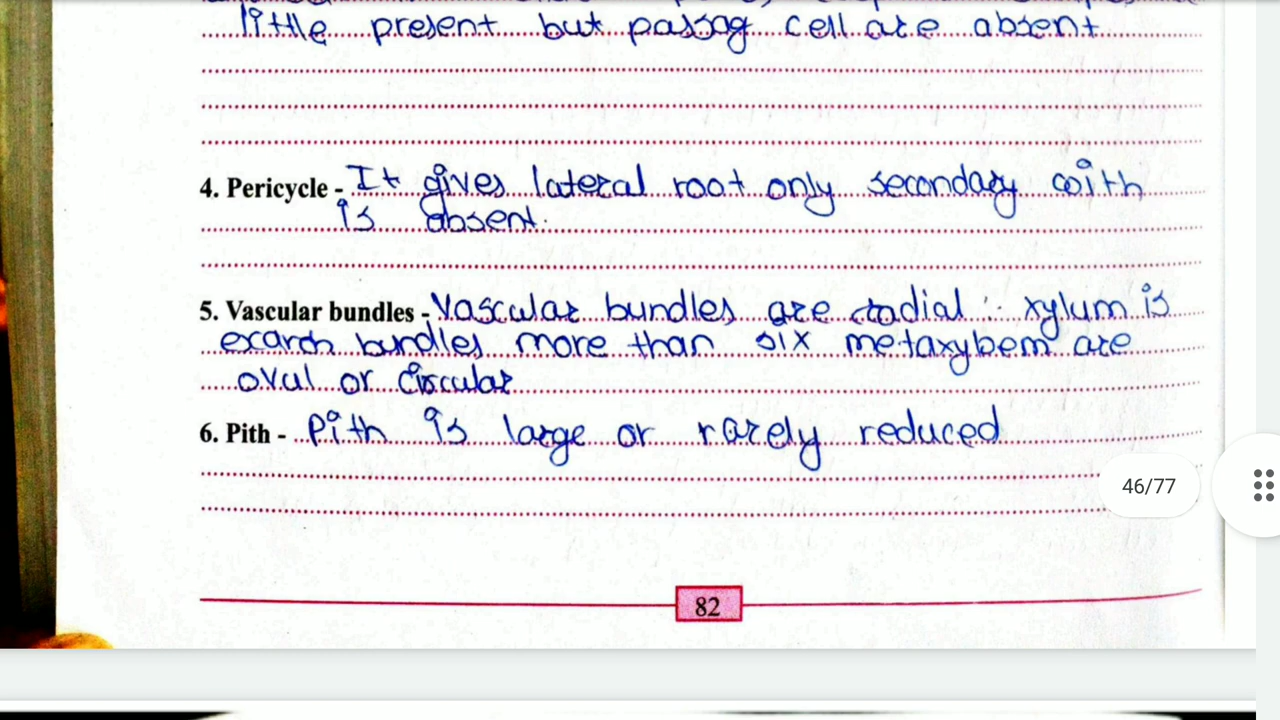 little present but passag cell are absent
4. Pericycle - It gives lateral root only secondary with
is absent.
5. Vascular bundles - Vascular bundles are radial : xylum is
exarch bundles more than six metaxybem are
oval or circular
6. Pith - Pith is large or rarely reduced
46/77
82